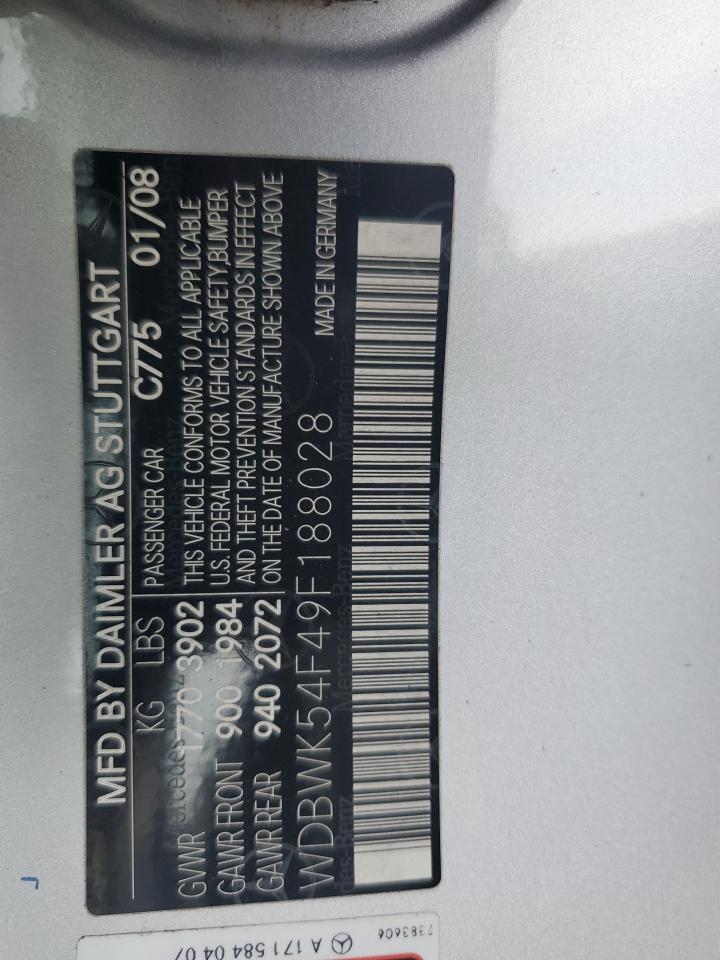 MFD BY DAIMLER AG STUTTGART
KG LBS PASSENGER CAR C775 01/08
GVWR 1770 3902 THIS VEHICLE CONFORMS TO ALL APPLICABLE
GAWR FRONT 900 1984 U.S. FEDERAL MOTOR VEHICLE SAFETY,BUMPER
GAWR REAR 940 2072 AND THEFT PREVENTION STANDARDS IN EFFECT
ON THE DATE OF MANUFACTURE SHOWN ABOVE
WDBWK54F49F188028 MADE IN GERMANY
A 171 584 04 07